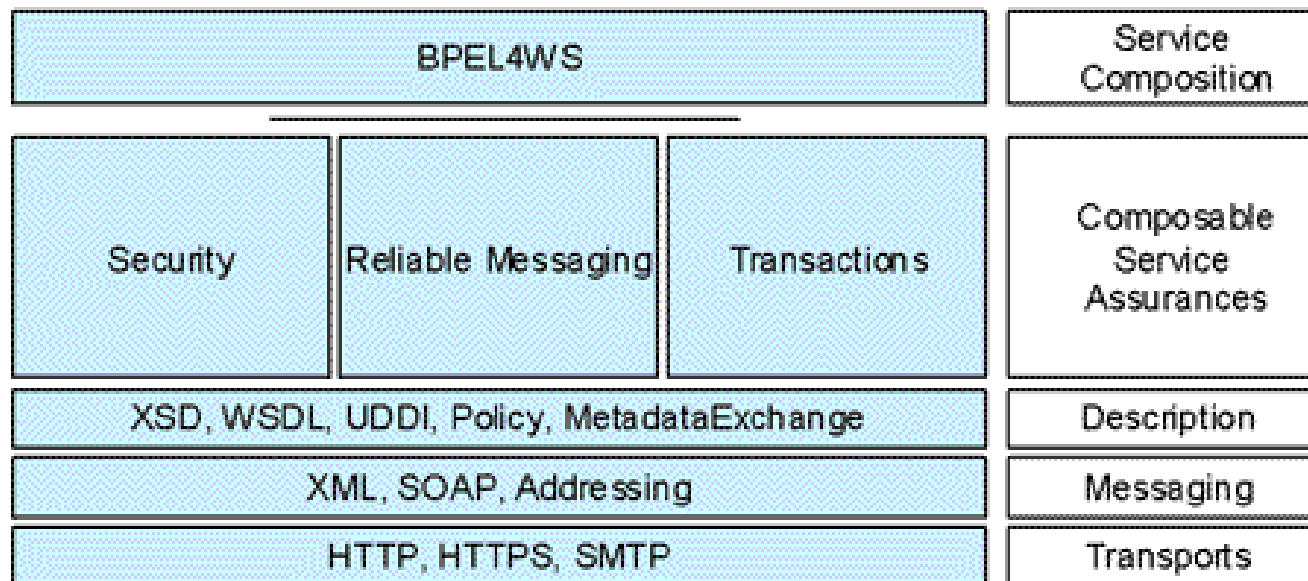 BPEL4WS
Service
Composition
Security
Reliable Messaging
Transactions
Composable
Service
Assurances
XSD, WSDL, UDDI, Policy, MetadataExchange
Description
XML, SOAP, Addressing
Messaging
HTTP, HTTPS, SMTP
Transports